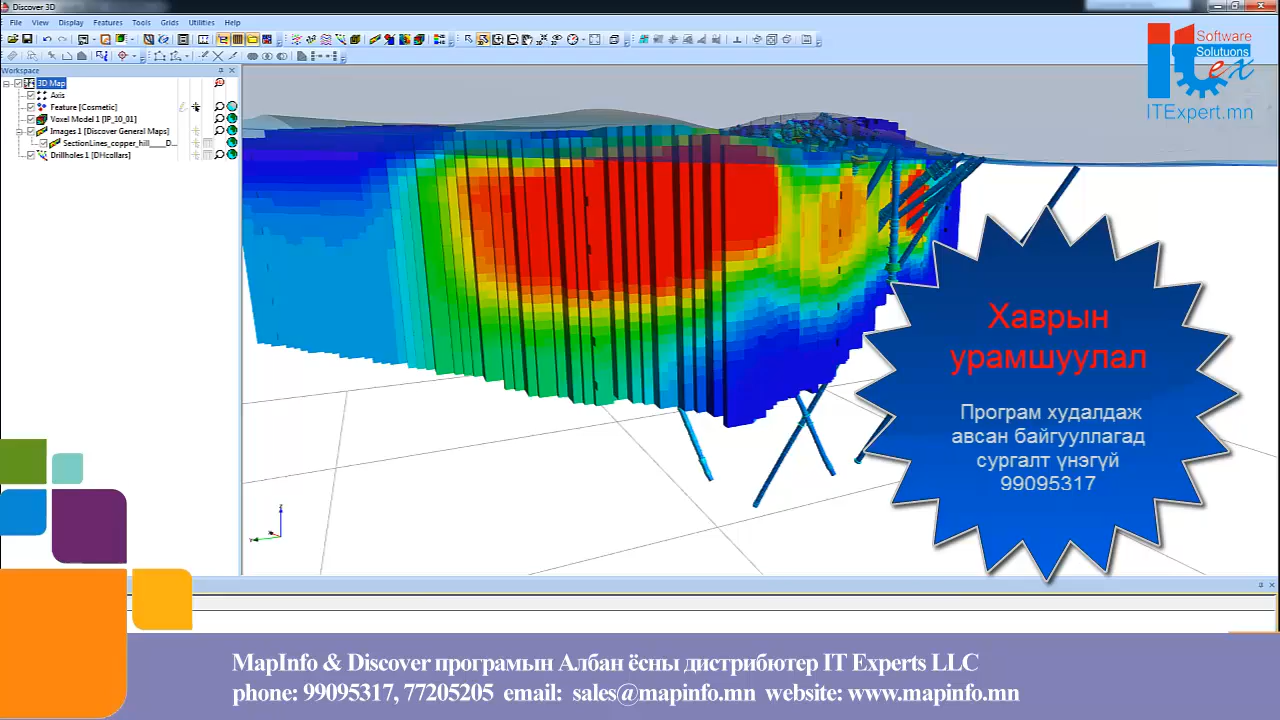 Discover 3D
File View Display Features Tools Grids Utilities Help
Workspace
3D Map
Axis
Feature [Cosmetic]
Voxel Model 1 [IP_10_01]
Images 1 [Discover General Maps]
SectionLines_copper_hill____D...
Drillholes 1 [DHcollars]
Software
Solutuons
ITex
ITExpert.mn
Хаврын
урамшуулал
Програм худалдаж
авсан байгууллагад
сургалт үнэгүй
99095317
MapInfo & Discover програмын Албан ёсны дистрибютер IT Experts LLC
phone: 99095317, 77205205 email: sales@mapinfo.mn website: www.mapinfo.mn